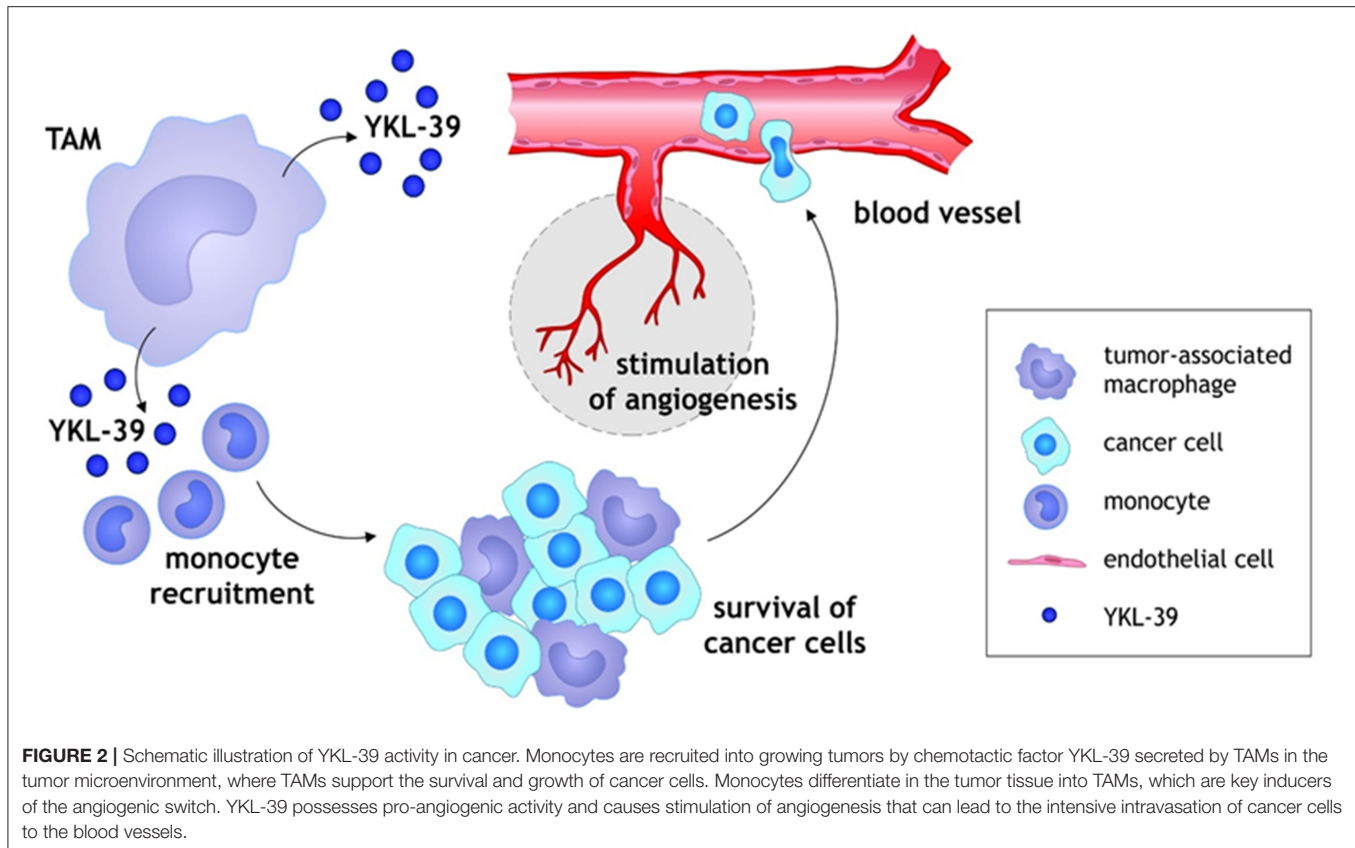 TAM
YKL-39
YKL-39
monocyte
recruitment
stimulation
of angiogenesis
blood vessel
survival of
cancer cells
tumor-associated
macrophage
cancer cell
monocyte
endothelial cell
YKL-39
FIGURE 2 | Schematic illustration of YKL-39 activity in cancer. Monocytes are recruited into growing tumors by chemotactic factor YKL-39 secreted by TAMs in the
tumor microenvironment, where TAMs support the survival and growth of cancer cells. Monocytes differentiate in the tumor tissue into TAMs, which are key inducers
of the angiogenic switch. YKL-39 possesses pro-angiogenic activity and causes stimulation of angiogenesis that can lead to the intensive intravasation of cancer cells
to the blood vessels.